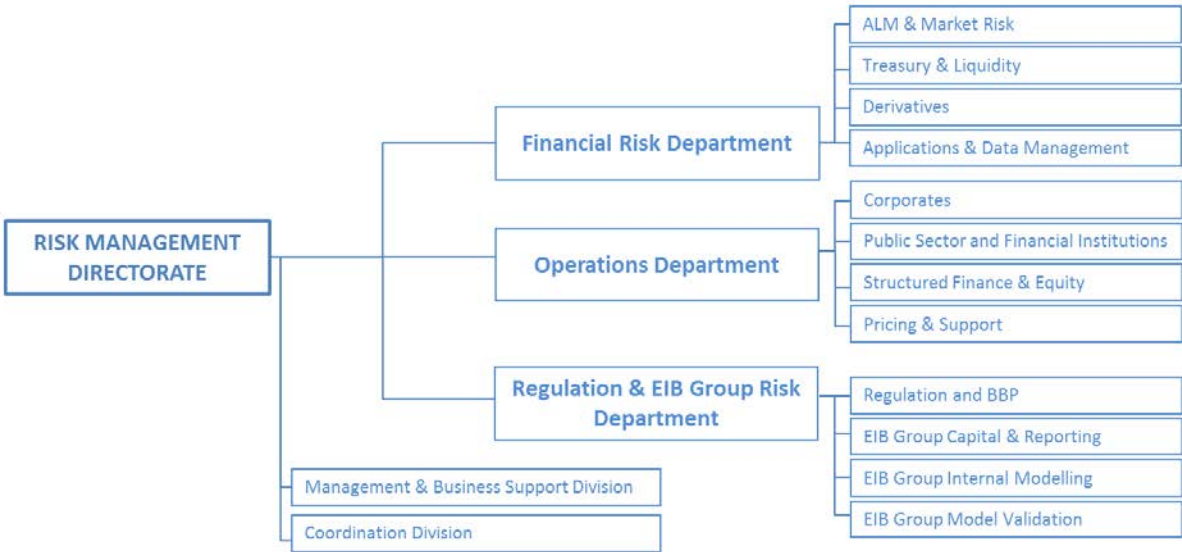 RISK MANAGEMENT
DIRECTORATE
Financial Risk Department
ALM & Market Risk
Treasury & Liquidity
Derivatives
Applications & Data Management
Operations Department
Corporates
Public Sector and Financial Institutions
Structured Finance & Equity
Pricing & Support
Regulation & EIB Group Risk
Department
Regulation and BBP
EIB Group Capital & Reporting
EIB Group Internal Modelling
EIB Group Model Validation
Management & Business Support Division
Coordination Division